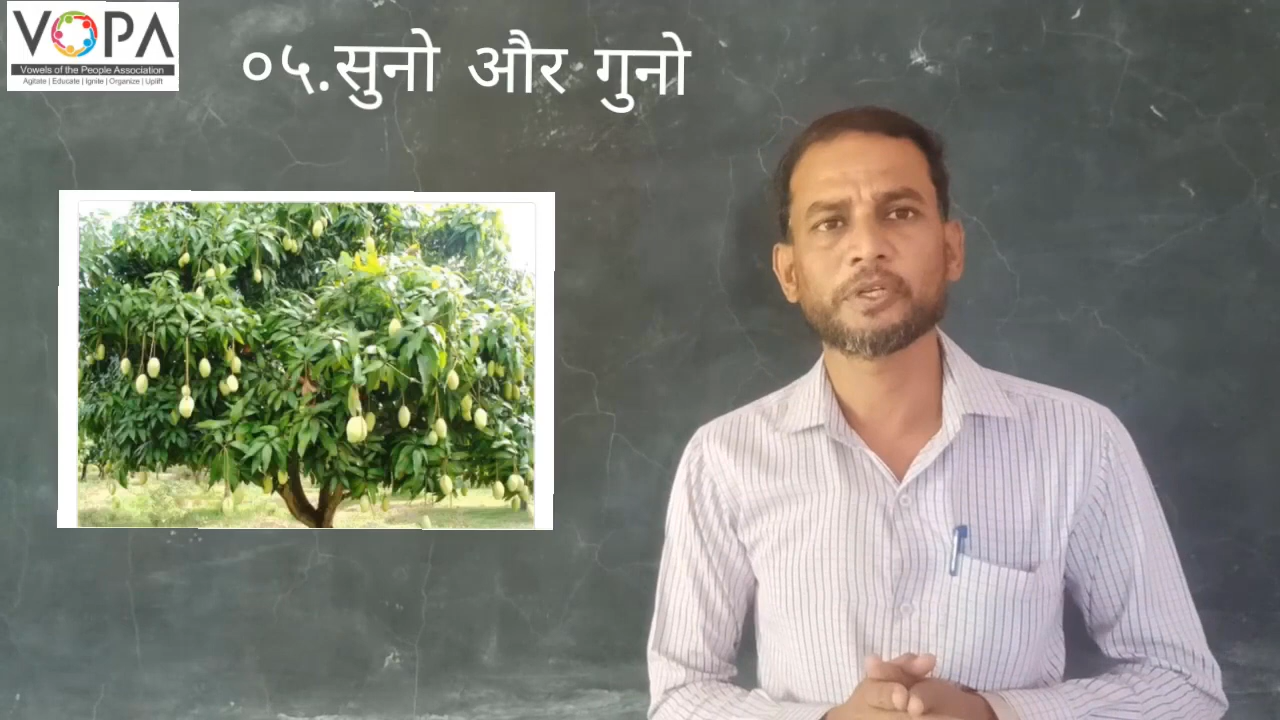 VOPA
Vowels of the People Association
Agitate | Educate | Ignite | Organize | Uplift
०५.सुनो और गुनो